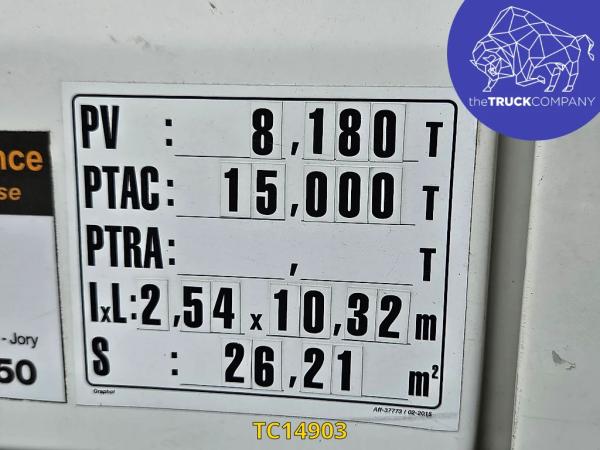 theTRUCKCOMPANY
nce
se
- Jory
50
PV : 8,180 T
PTAC: 15,000 T
PTRA: , T
lxL: 2,54 x 10,32 m
S : 26,21 m²
Graphol
Aff-37773 / 02-2015
TC14903